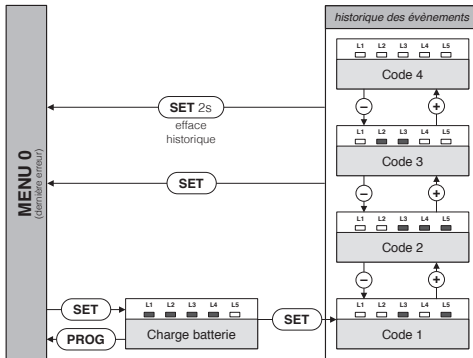 historique des évènements
L1 L2 L3 L4 L5
Code 4
− +
SET 2s
efface
historique
L1 L2 L3 L4 L5
Code 3
SET
− +
MENU 0
(dernière erreur)
L1 L2 L3 L4 L5
Code 2
− +
SET
L1 L2 L3 L4 L5
Charge batterie
PROG
SET
L1 L2 L3 L4 L5
Code 1